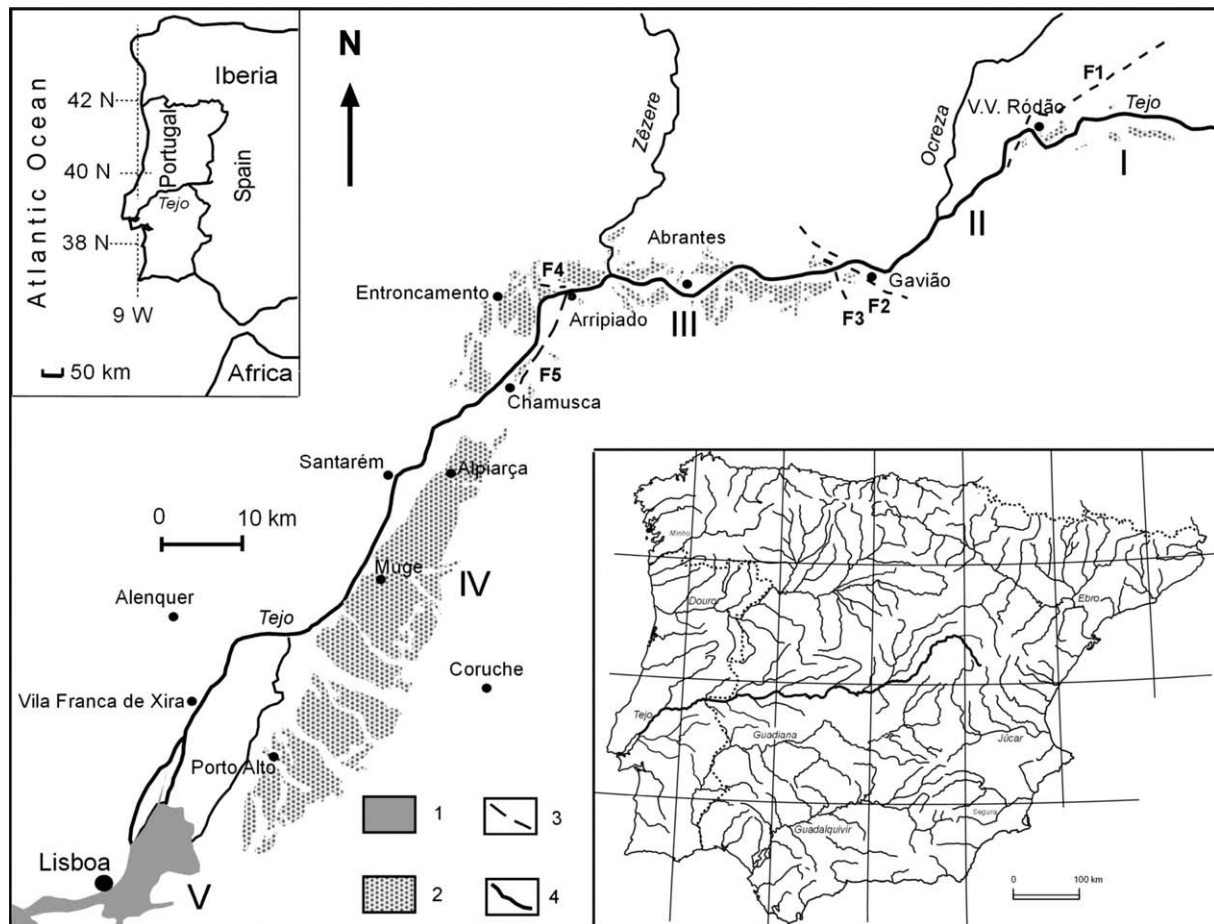 Atlantic Ocean
42 N
40 N
38 N
9 W
Iberia
Portugal
Spain
Tejo
50 km
Africa
N
Zêzere
Ocreza
F1
V.V. Ródão
Tejo
I
II
Abrantes
Gavião
F4
Entroncamento
Arripiado
III
F3
F2
F5
Chamusca
Santarém
Alpiarça
0 10 km
Muge
IV
Alenquer
Tejo
Coruche
Vila Franca de Xira
Porto Alto
Lisboa
V
1
2
3
4
Minho
Douro
Ebro
Tejo
Guadiana
Júcar
Segura
Guadalquivir
0 100 km